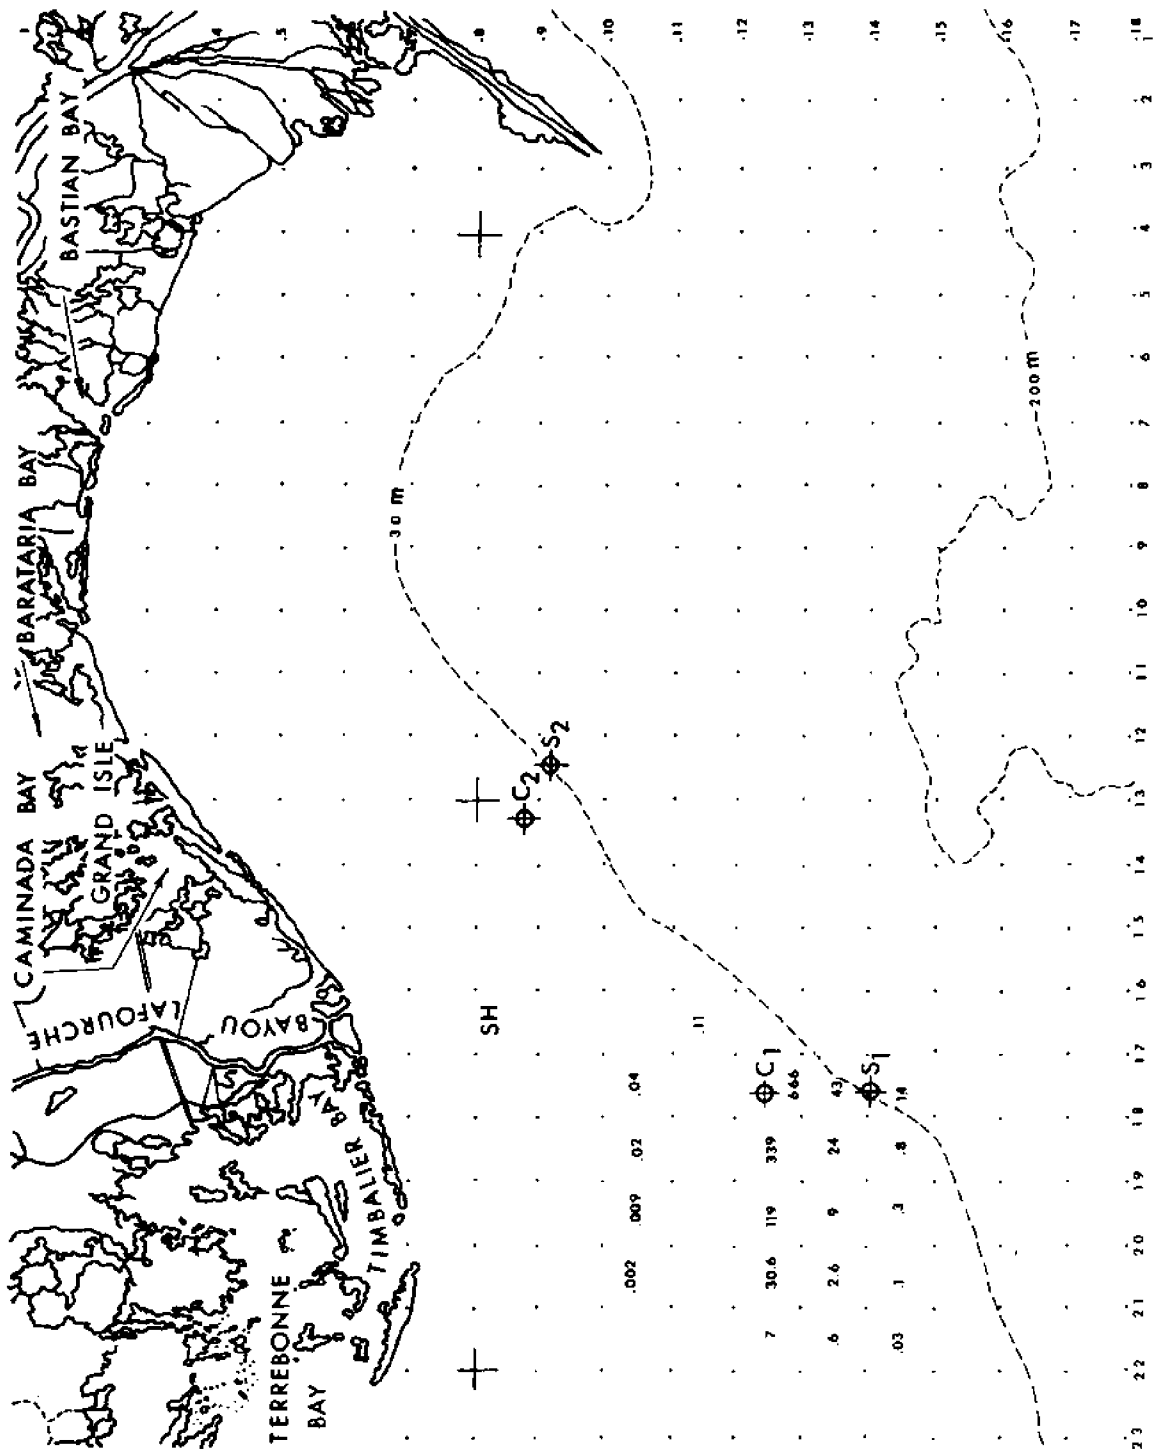 BASTIAN BAY
BARATARIA BAY
CAMINADA BAY
GRAND ISLE
BAYOU LAFOURCHE
TIMBALIER BAY
TERREBONNE
BAY
30 m
200 m
S2
C2
SH
C1
S1
.11
.002 .009 .02 .04
7 30.6 119 339 666
.6 2.6 9 24 43
.03 .1 .3 .8 14
4 .5 .8 .9 .10 .11 .12 .13 .14 .15 .16 .17 .18
1
2
3
4
5
6
7
8
9
10
11
12
13
14
15
16
17
18
19
20
21
22
23